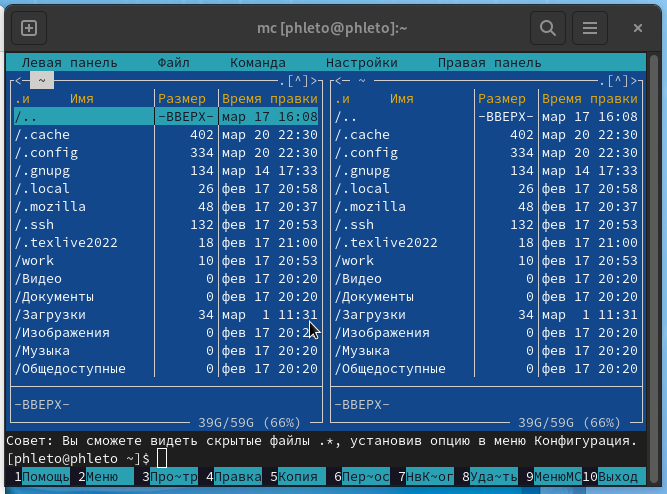 mc [phleto@phleto]:~
Левая панель Файл Команда Настройки Правая панель
<─ ~ .[^]> <─ ~ .[^]>
.и Имя Размер Время правки .и Имя Размер Время правки
/.. -ВВЕРХ- мар 17 16:08 /.. -ВВЕРХ- мар 17 16:08
/.cache 402 мар 20 22:30 /.cache 402 мар 20 22:30
/.config 334 мар 20 22:30 /.config 334 мар 20 22:30
/.gnupg 134 мар 14 17:33 /.gnupg 134 мар 14 17:33
/.local 26 фев 17 20:58 /.local 26 фев 17 20:58
/.mozilla 48 фев 17 20:37 /.mozilla 48 фев 17 20:37
/.ssh 132 фев 17 20:53 /.ssh 132 фев 17 20:53
/.texlive2022 18 фев 17 21:00 /.texlive2022 18 фев 17 21:00
/work 10 фев 17 20:53 /work 10 фев 17 20:53
/Видео 0 фев 17 20:20 /Видео 0 фев 17 20:20
/Документы 0 фев 17 20:20 /Документы 0 фев 17 20:20
/Загрузки 34 мар 1 11:31 /Загрузки 34 мар 1 11:31
/Изображения 0 фев 17 20:20 /Изображения 0 фев 17 20:20
/Музыка 0 фев 17 20:20 /Музыка 0 фев 17 20:20
/Общедоступные 0 фев 17 20:20 /Общедоступные 0 фев 17 20:20
-ВВЕРХ- -ВВЕРХ-
39G/59G (66%) 39G/59G (66%)
Совет: Вы сможете видеть скрытые файлы .*, установив опцию в меню Конфигурация.
[phleto@phleto ~]$
1Помощь 2Меню 3Про~тр 4Правка 5Копия 6Пер~ос 7НвК~ог 8Уда~ть 9МенюMC 10Выход